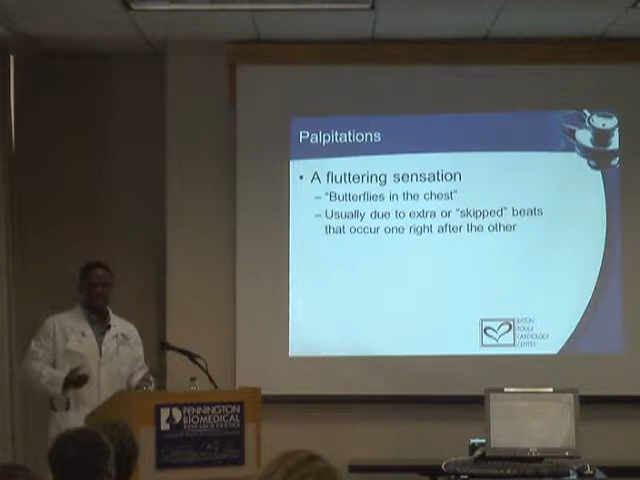 Palpitations
• A fluttering sensation
– "Butterflies in the chest"
– Usually due to extra or "skipped" beats
that occur one right after the other
BATON
ROUGE
CARDIOLOGY
CENTER
PENNINGTON
BIOMEDICAL
RESEARCH CENTER